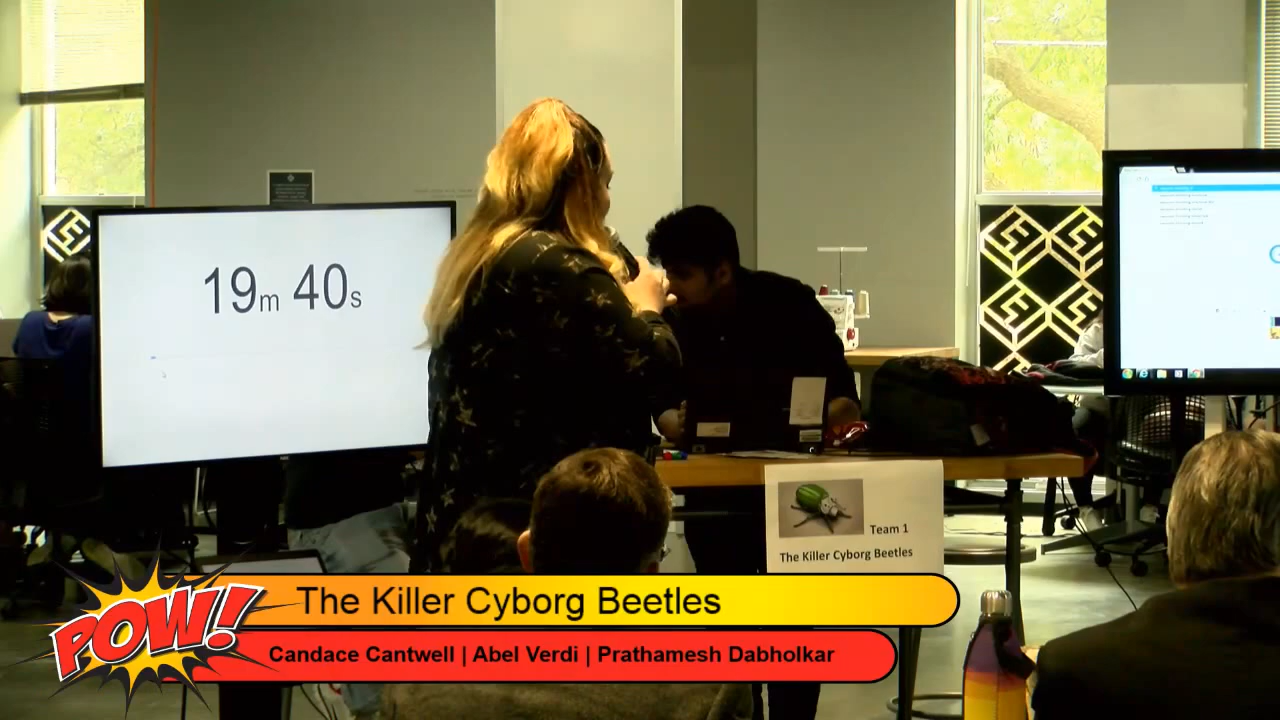 19m 40s
Team 1
The Killer Cyborg Beetles
POW!
The Killer Cyborg Beetles
Candace Cantwell | Abel Verdi | Prathamesh Dabholkar